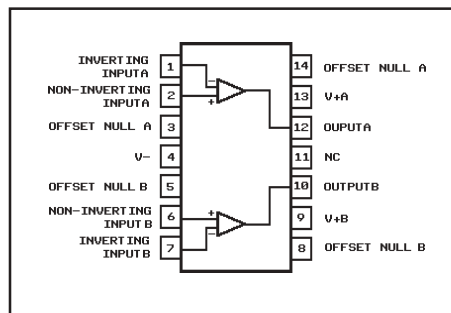 INVERTING
INPUTA
1
NON-INVERTING
INPUTA
2
OFFSET NULL A
3
V-
4
OFFSET NULL B
5
NON-INVERTING
INPUTB
6
INVERTING
INPUTB
7
14
OFFSET NULL A
13
V+A
12
OUPUTA
11
NC
10
OUTPUTB
9
V+B
8
OFFSET NULL B
-
+
+
-